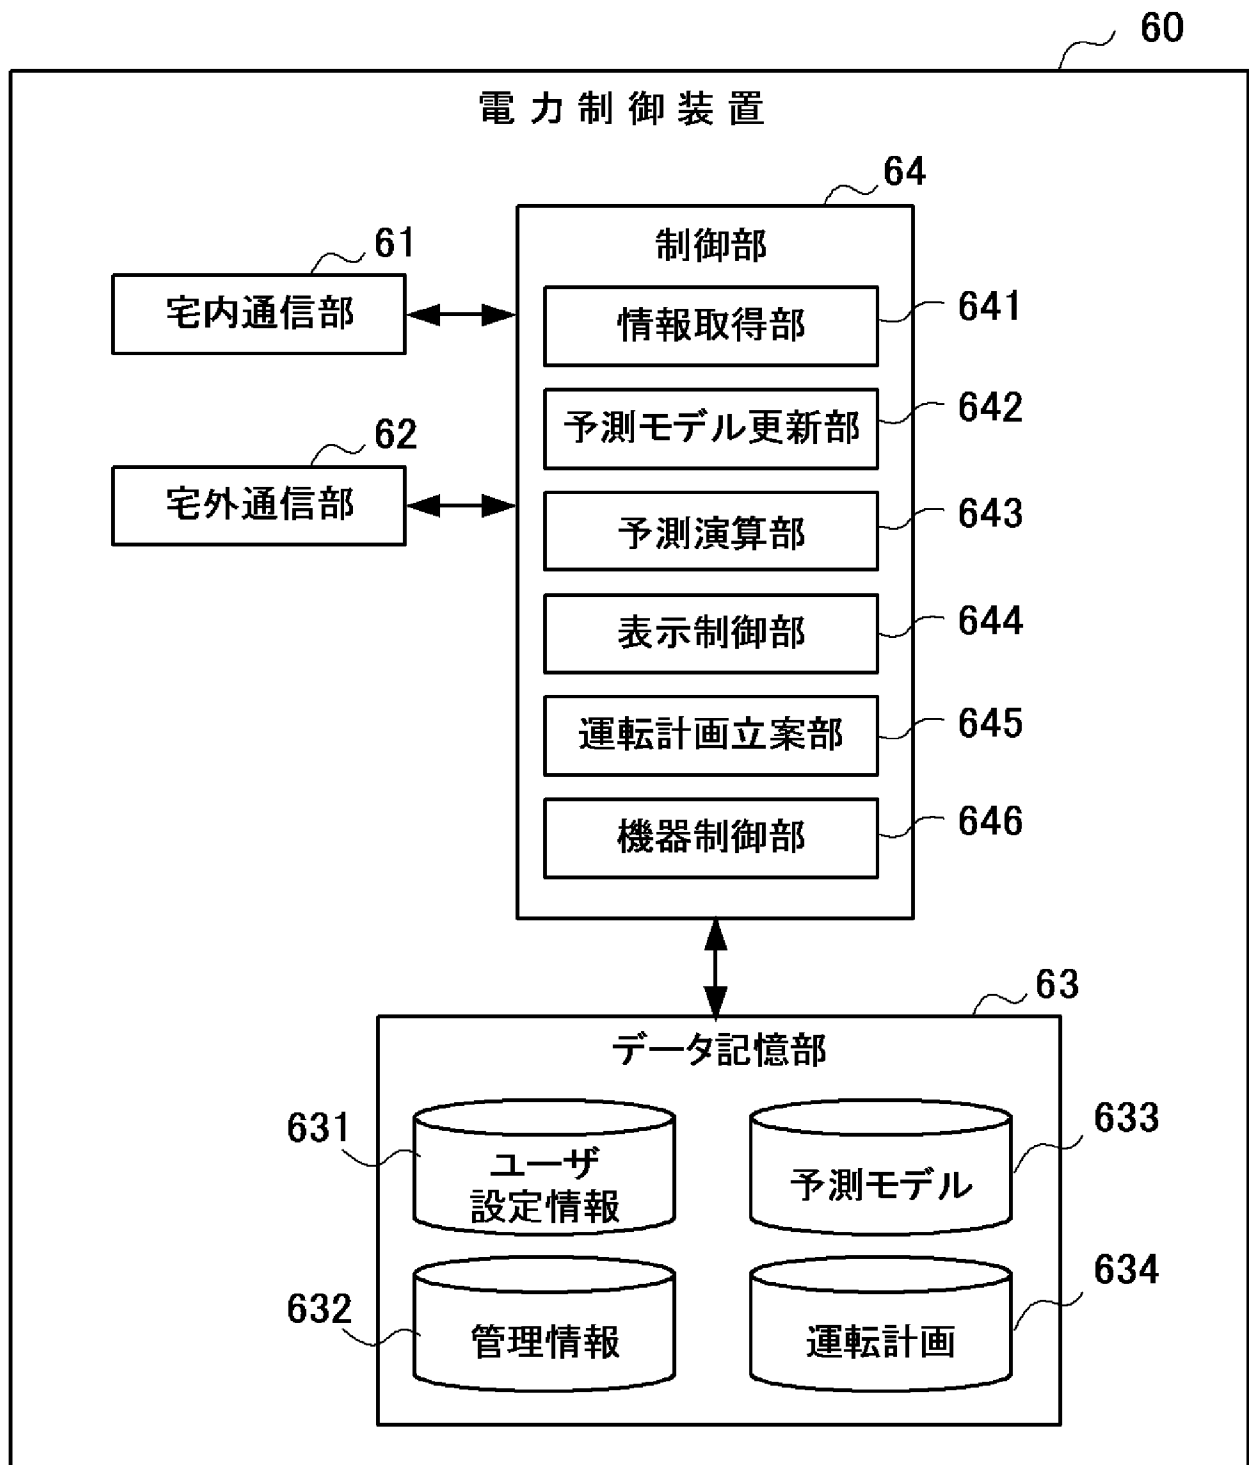 60
電力制御装置
64
制御部
61
宅内通信部
情報取得部
641
予測モデル更新部
642
62
宅外通信部
予測演算部
643
表示制御部
644
運転計画立案部
645
機器制御部
646
63
データ記憶部
631
ユーザ
設定情報
予測モデル
633
632
管理情報
運転計画
634